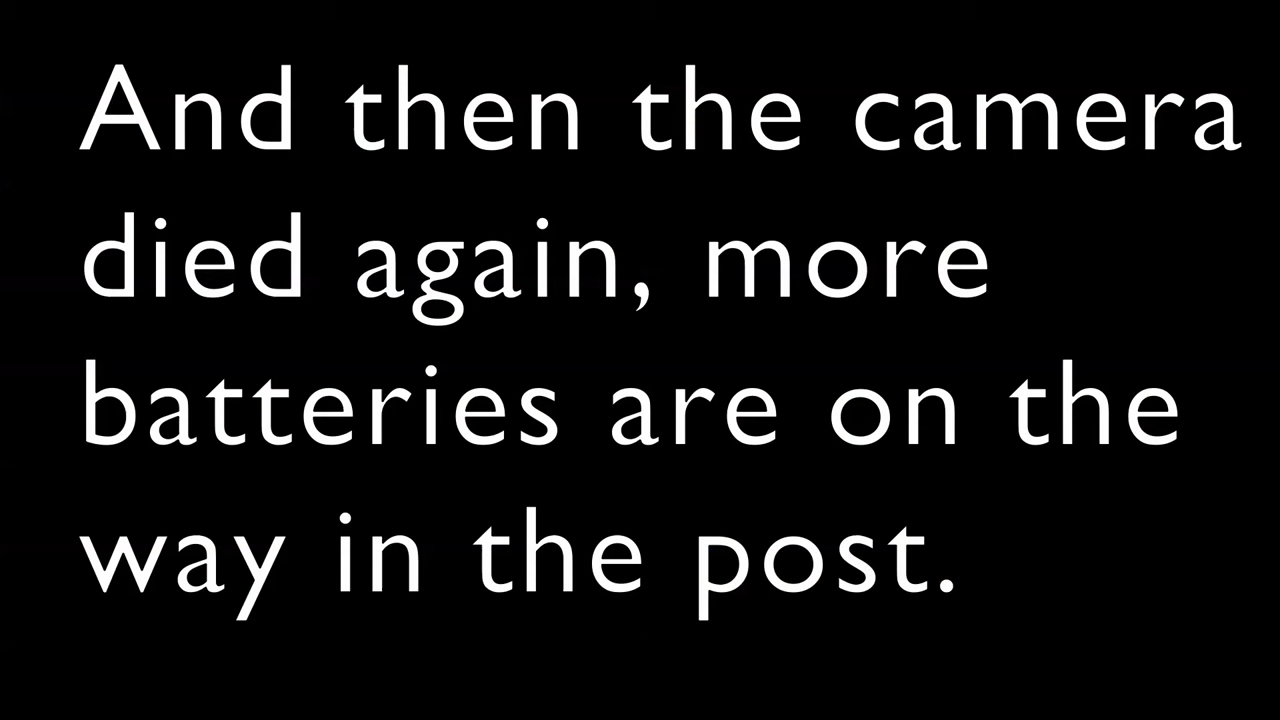 And then the camera
died again, more
batteries are on the
way in the post.